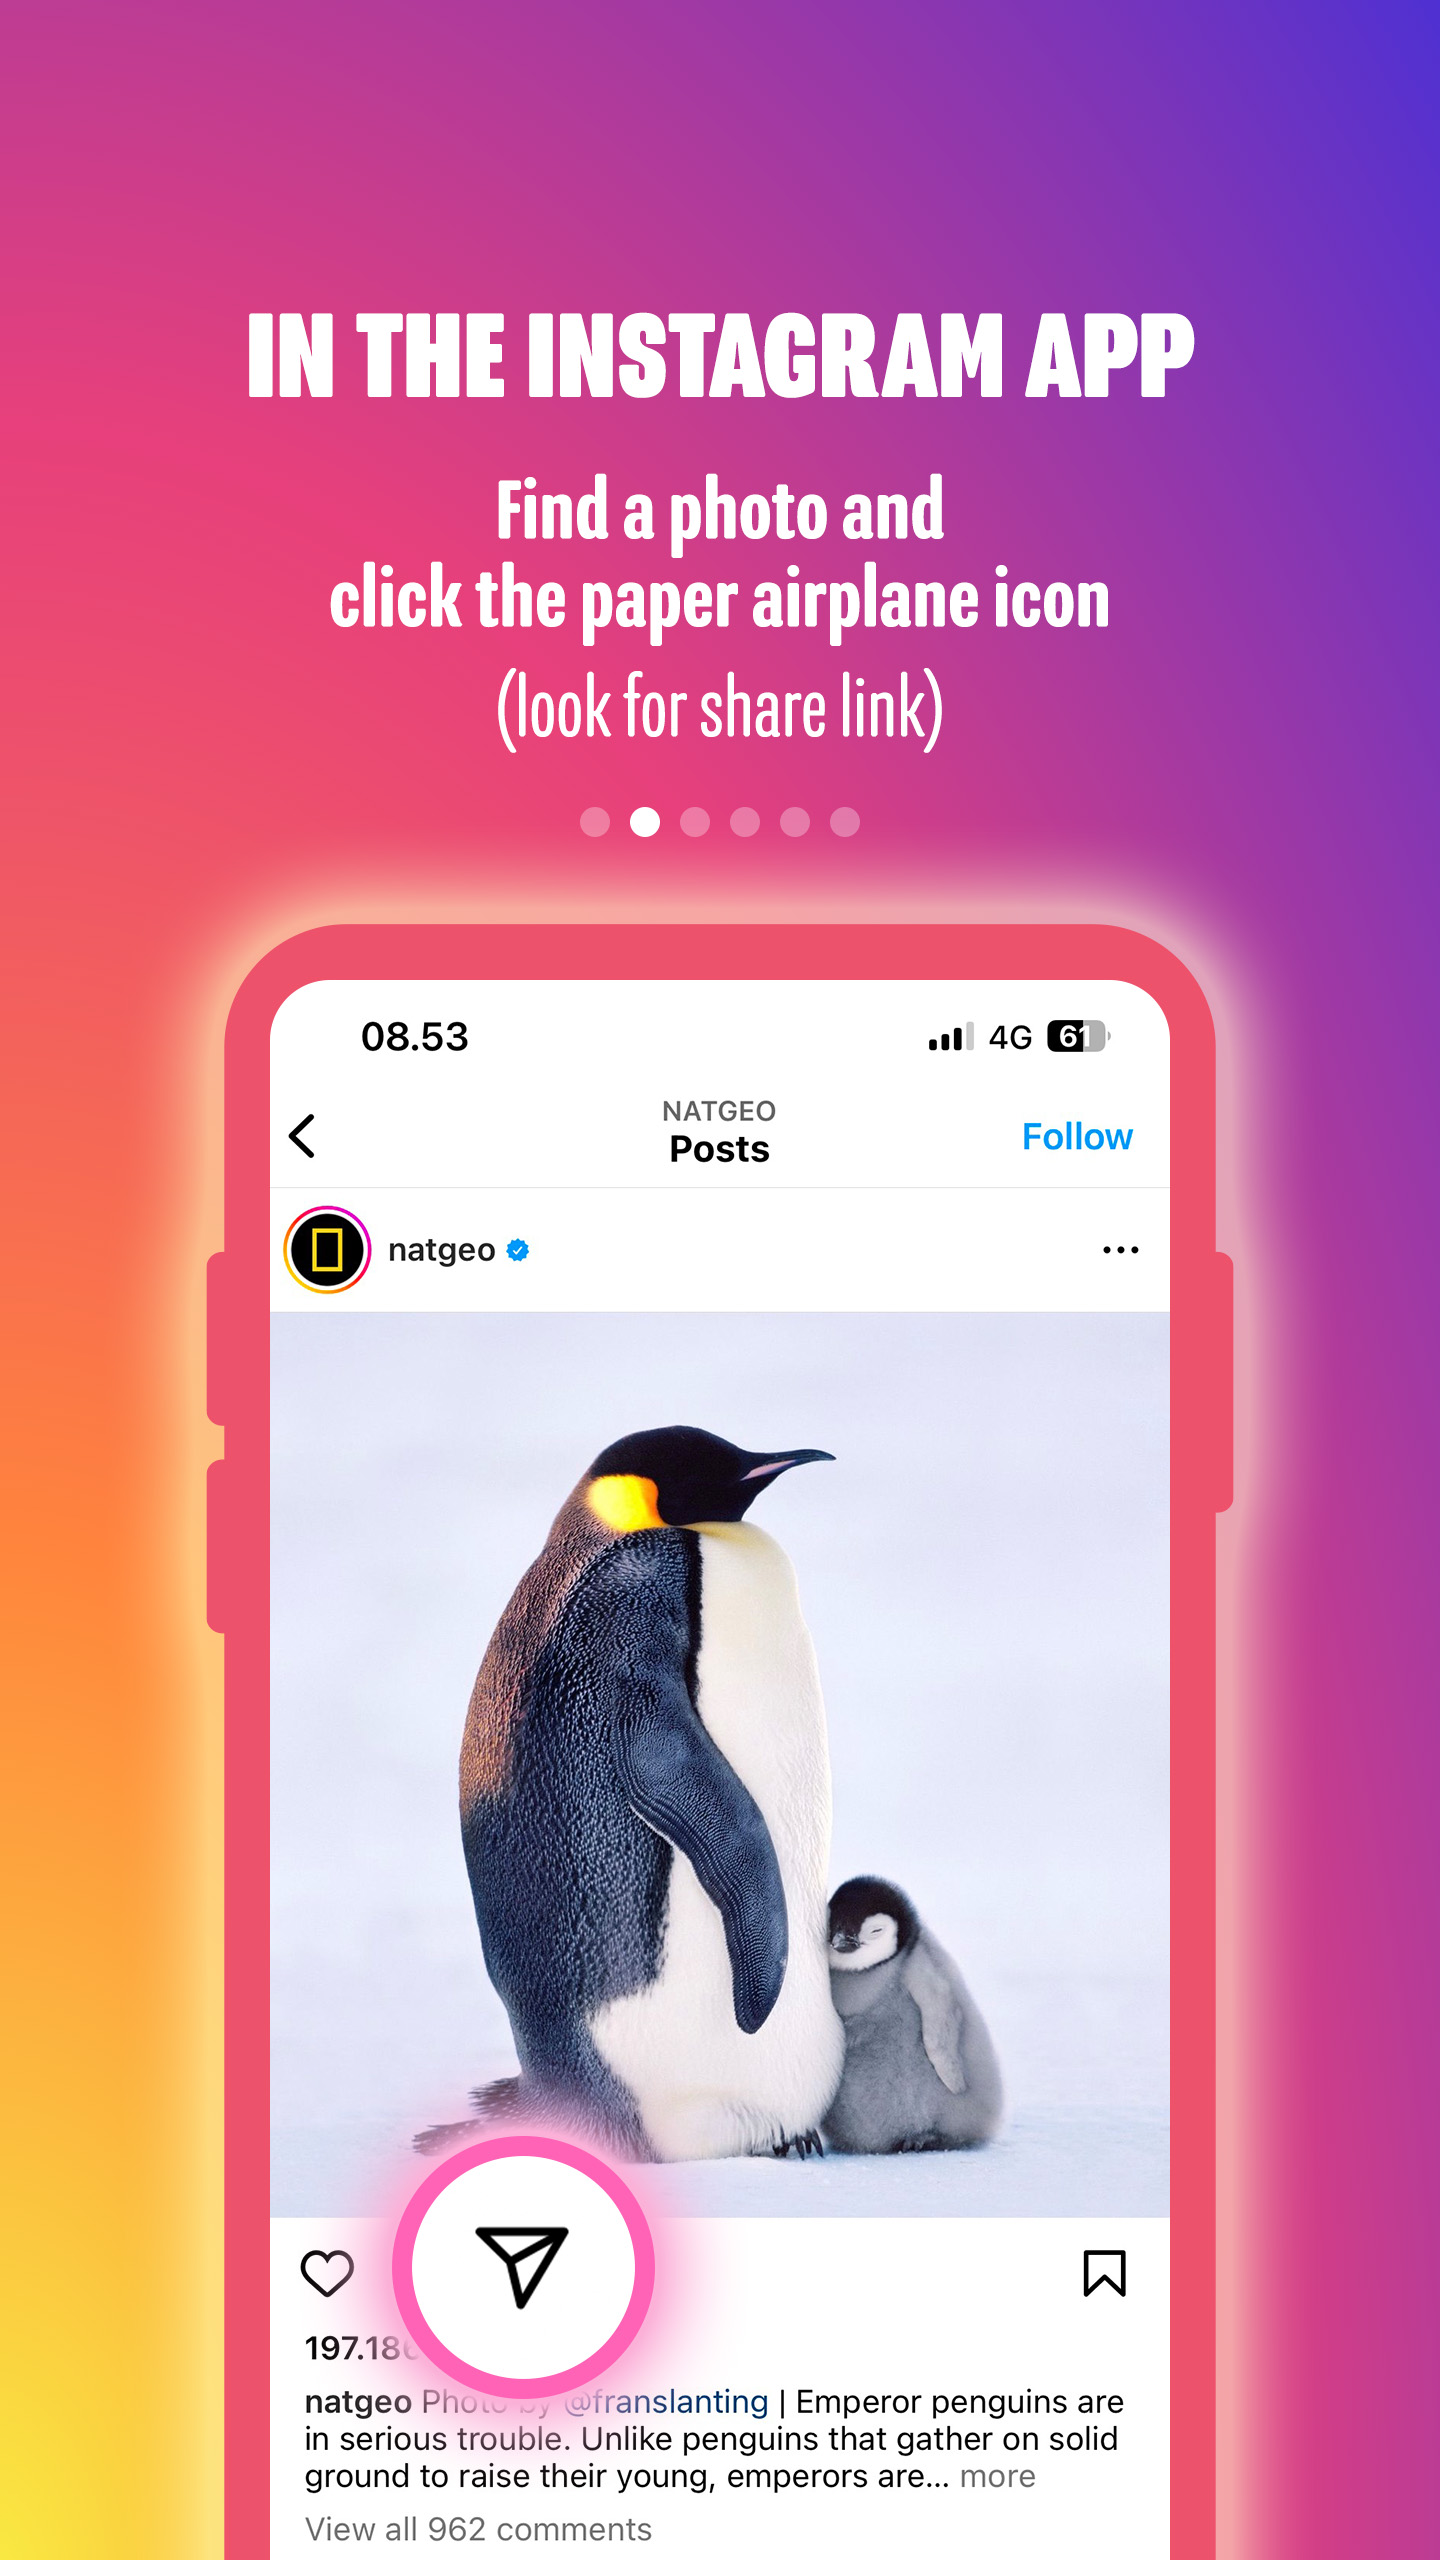 IN THE INSTAGRAM APP
Find a photo and
click the paper airplane icon
(look for share link)
08.53
4G 61
NATGEO
Posts
Follow
natgeo
197.186
natgeo Photo by @franslanting | Emperor penguins are
in serious trouble. Unlike penguins that gather on solid
ground to raise their young, emperors are... more
View all 962 comments